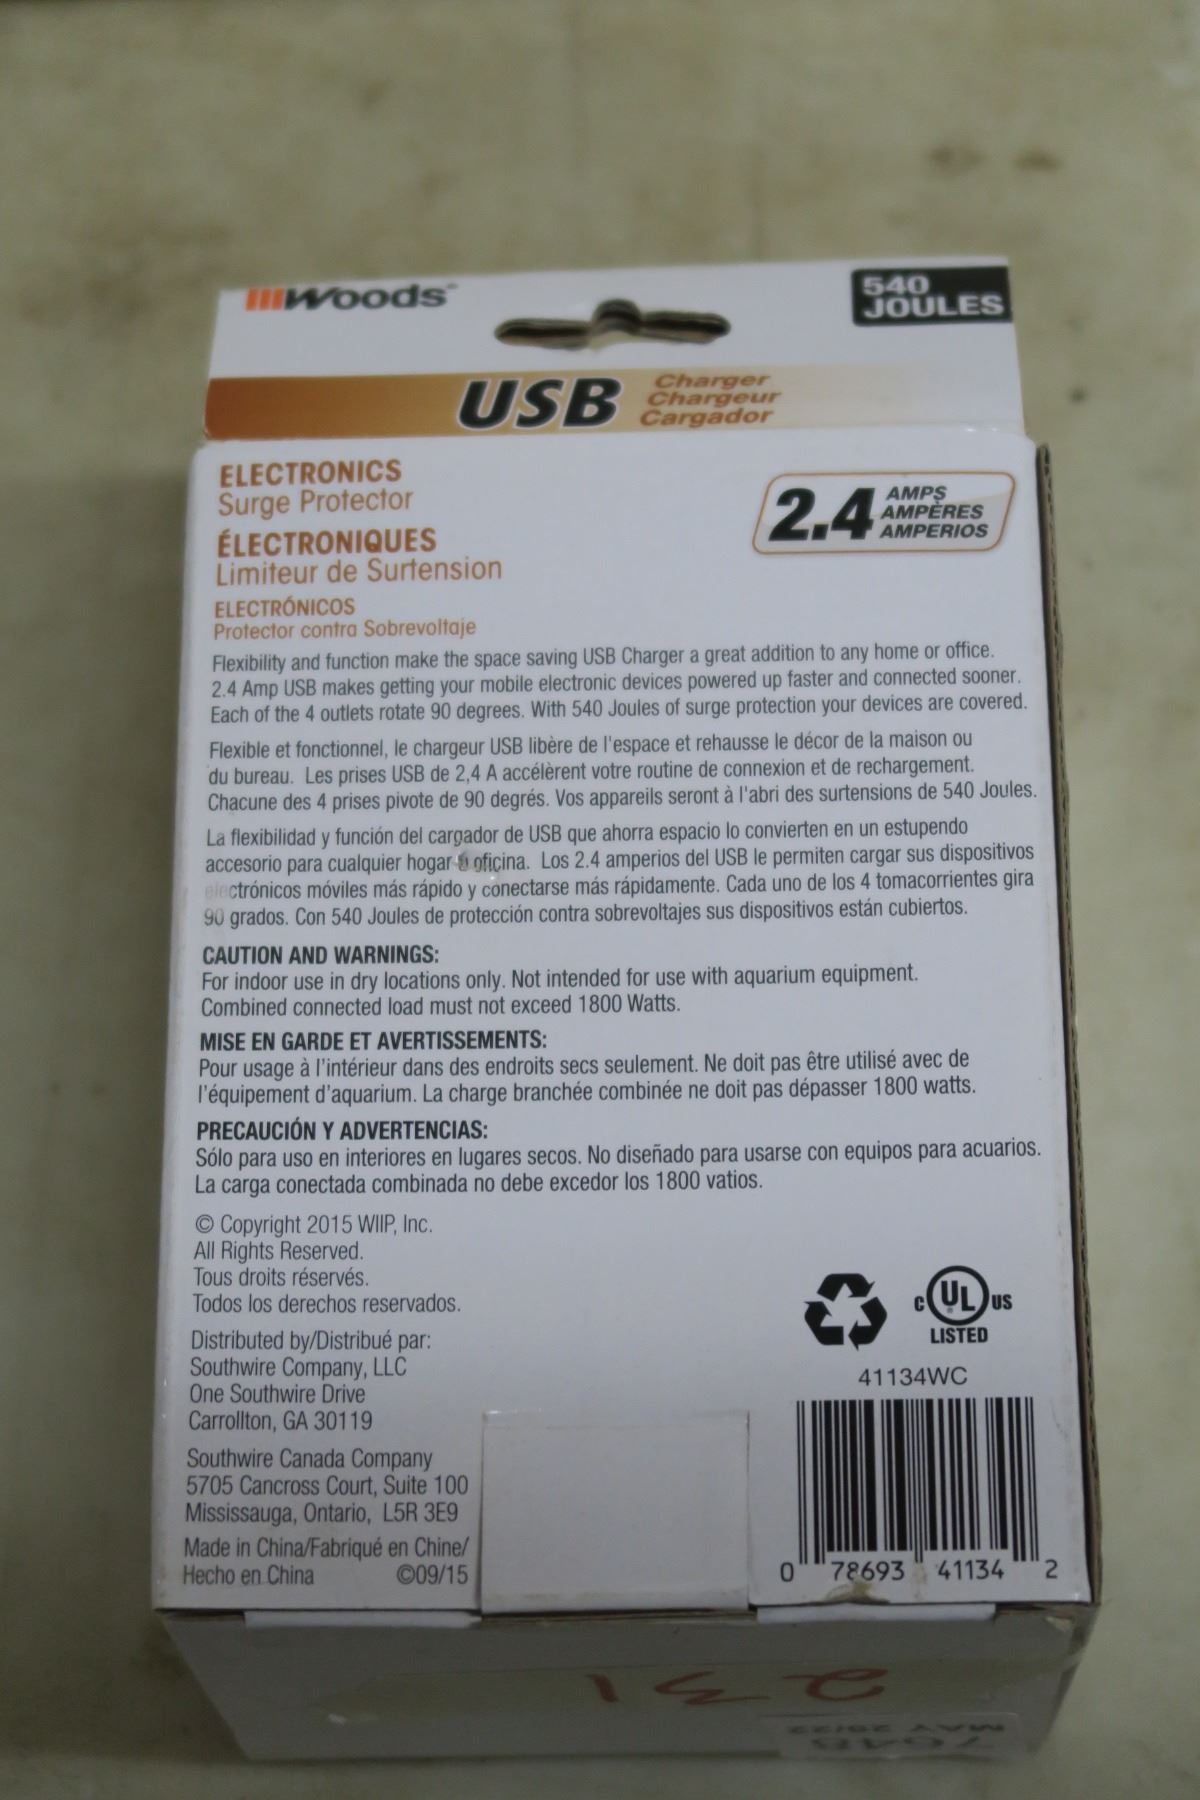 Woods
540
JOULES
USB
Charger
Chargeur
Cargador
ELECTRONICS
Surge Protector
2.4
AMPS
AMPÈRES
AMPERIOS
ÉLECTRONIQUES
Limiteur de Surtension
ELECTRÓNICOS
Protector contra Sobrevoltaje
Flexibility and function make the space saving USB Charger a great addition to any home or office.
2.4 Amp USB makes getting your mobile electronic devices powered up faster and connected sooner.
Each of the 4 outlets rotate 90 degrees. With 540 Joules of surge protection your devices are covered.
Flexible et fonctionnel, le chargeur USB libère de l'espace et rehausse le décor de la maison ou
du bureau. Les prises USB de 2,4 A accélèrent votre routine de connexion et de rechargement.
Chacune des 4 prises pivote de 90 degrés. Vos appareils seront à l'abri des surtensions de 540 Joules.
La flexibilidad y función del cargador de USB que ahorra espacio lo convierten en un estupendo
accesorio para cualquier hogar u oficina. Los 2.4 amperios del USB le permiten cargar sus dispositivos
electrónicos móviles más rápido y conectarse más rápidamente. Cada uno de los 4 tomacorrientes gira
90 grados. Con 540 Joules de protección contra sobrevoltajes sus dispositivos están cubiertos.
CAUTION AND WARNINGS:
For indoor use in dry locations only. Not intended for use with aquarium equipment.
Combined connected load must not exceed 1800 Watts.
MISE EN GARDE ET AVERTISSEMENTS:
Pour usage à l'intérieur dans des endroits secs seulement. Ne doit pas être utilisé avec de
l'équipement d'aquarium. La charge branchée combinée ne doit pas dépasser 1800 watts.
PRECAUCIÓN Y ADVERTENCIAS:
Sólo para uso en interiores en lugares secos. No diseñado para usarse con equipos para acuarios.
La carga conectada combinada no debe excedor los 1800 vatios.
© Copyright 2015 WIIP, Inc.
All Rights Reserved.
Tous droits réservés.
Todos los derechos reservados.
Distributed by/Distribué par:
Southwire Company, LLC
One Southwire Drive
Carrollton, GA 30119
Southwire Canada Company
5705 Cancross Court, Suite 100
Mississauga, Ontario, L5R 3E9
Made in China/Fabriqué en Chine/
Hecho en China ©09/15
C UL US
LISTED
41134WC
0 78693 41134 2
231
MAY 28/22
7648